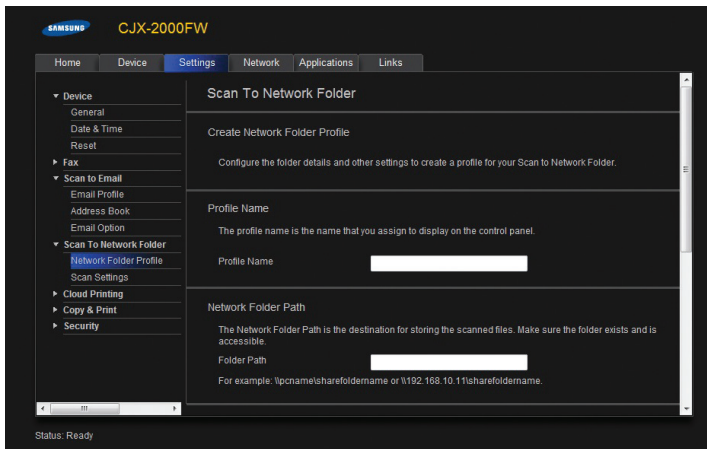 SAMSUNG CJX-2000FW
Home Device Settings Network Applications Links
Device
General
Date & Time
Reset
Fax
Scan to Email
Email Profile
Address Book
Email Option
Scan To Network Folder
Network Folder Profile
Scan Settings
Cloud Printing
Copy & Print
Security
Scan To Network Folder
Create Network Folder Profile
Configure the folder details and other settings to create a profile for your Scan to Network Folder.
Profile Name
The profile name is the name that you assign to display on the control panel.
Profile Name
Network Folder Path
The Network Folder Path is the destination for storing the scanned files. Make sure the folder exists and is
accessible.
Folder Path
For example: \\pcname\sharefoldername or \\192.168.10.11\sharefoldername.
Status: Ready